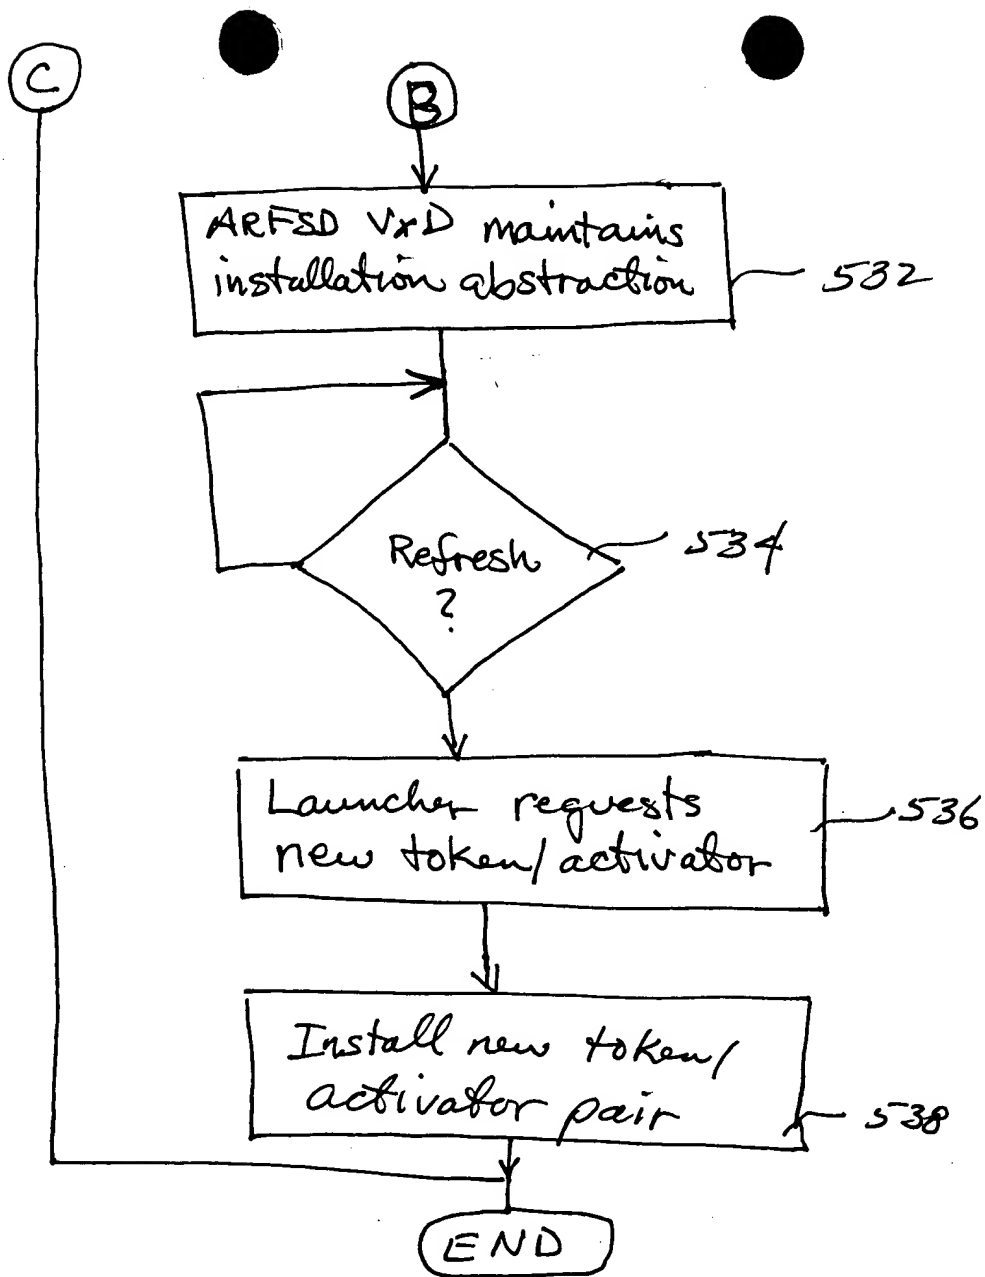 C
B
ARFSD VxD maintains
installation abstraction
532
Refresh
?
534
Launcher requests
new token/activator
536
Install new token/
activator pair
538
END